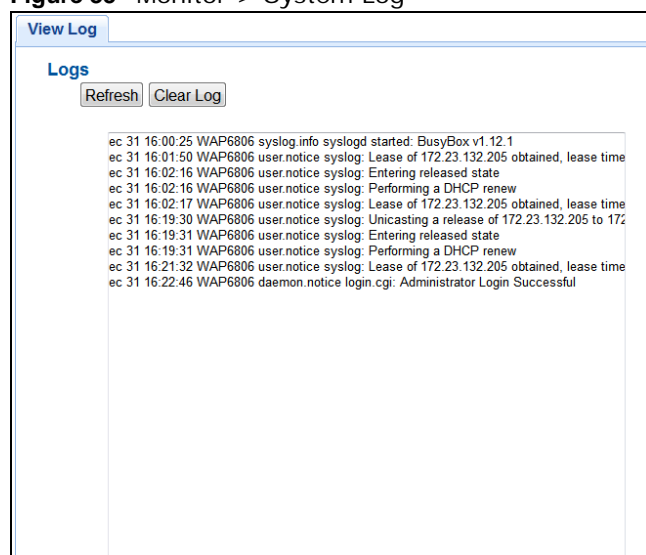 View Log
Logs
Refresh Clear Log
ec 31 16:00:25 WAP6806 syslog.info syslogd started: BusyBox v1.12.1
ec 31 16:01:50 WAP6806 user.notice syslog: Lease of 172.23.132.205 obtained, lease time
ec 31 16:02:16 WAP6806 user.notice syslog: Entering released state
ec 31 16:02:16 WAP6806 user.notice syslog: Performing a DHCP renew
ec 31 16:02:17 WAP6806 user.notice syslog: Lease of 172.23.132.205 obtained, lease time
ec 31 16:19:30 WAP6806 user.notice syslog: Unicasting a release of 172.23.132.205 to 172
ec 31 16:19:31 WAP6806 user.notice syslog: Entering released state
ec 31 16:19:31 WAP6806 user.notice syslog: Performing a DHCP renew
ec 31 16:21:32 WAP6806 user.notice syslog: Lease of 172.23.132.205 obtained, lease time
ec 31 16:22:46 WAP6806 daemon.notice login.cgi: Administrator Login Successful